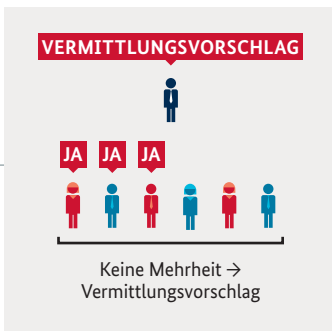 VERMITTLUNGSVORSCHLAG
JA JA JA
Keine Mehrheit →
Vermittlungsvorschlag